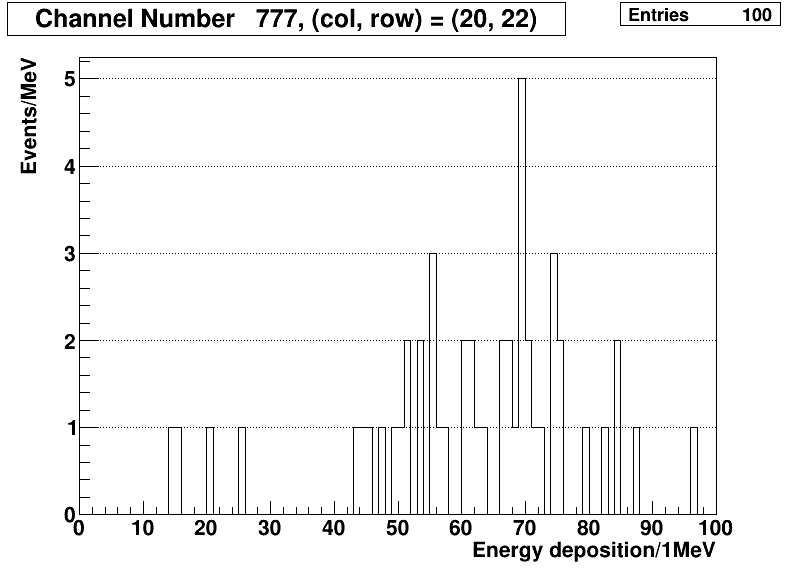 Channel Number 777, (col, row) = (20, 22)
Entries 100
Events/MeV
5
4
3
2
1
0
0 10 20 30 40 50 60 70 80 90 100
Energy deposition/1MeV